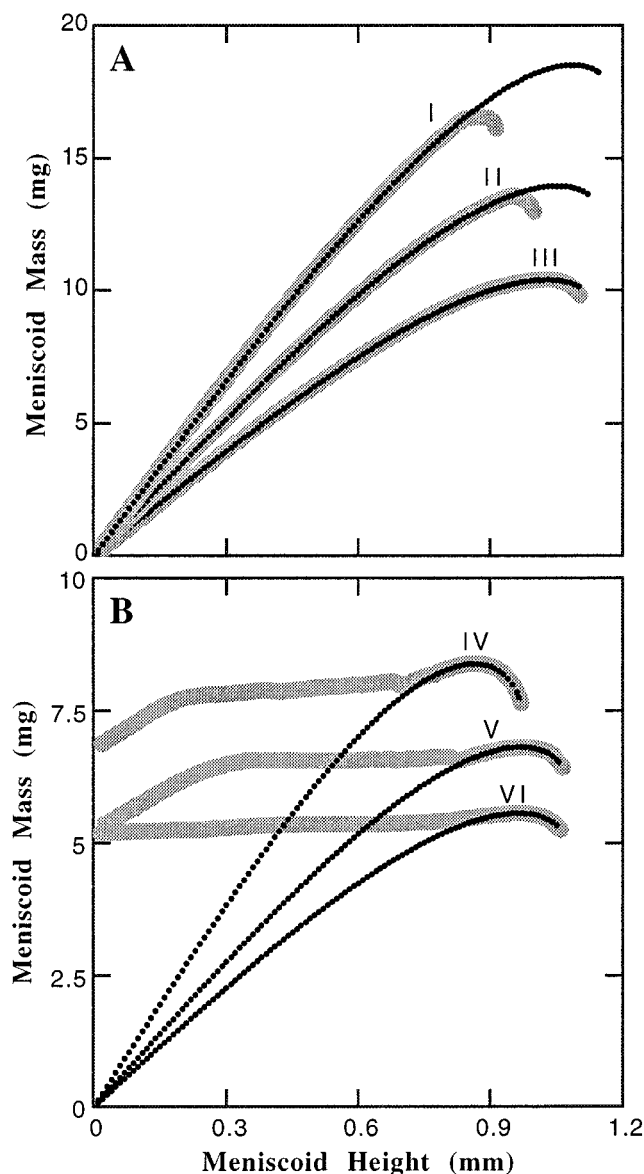 20
A
I
15
II
10
III
5
0
Meniscoid Mass (mg)
10
B
IV
7.5
V
5
VI
2.5
0
Meniscoid Mass (mg)
0 0.3 0.6 0.9 1.2
Meniscoid Height (mm)